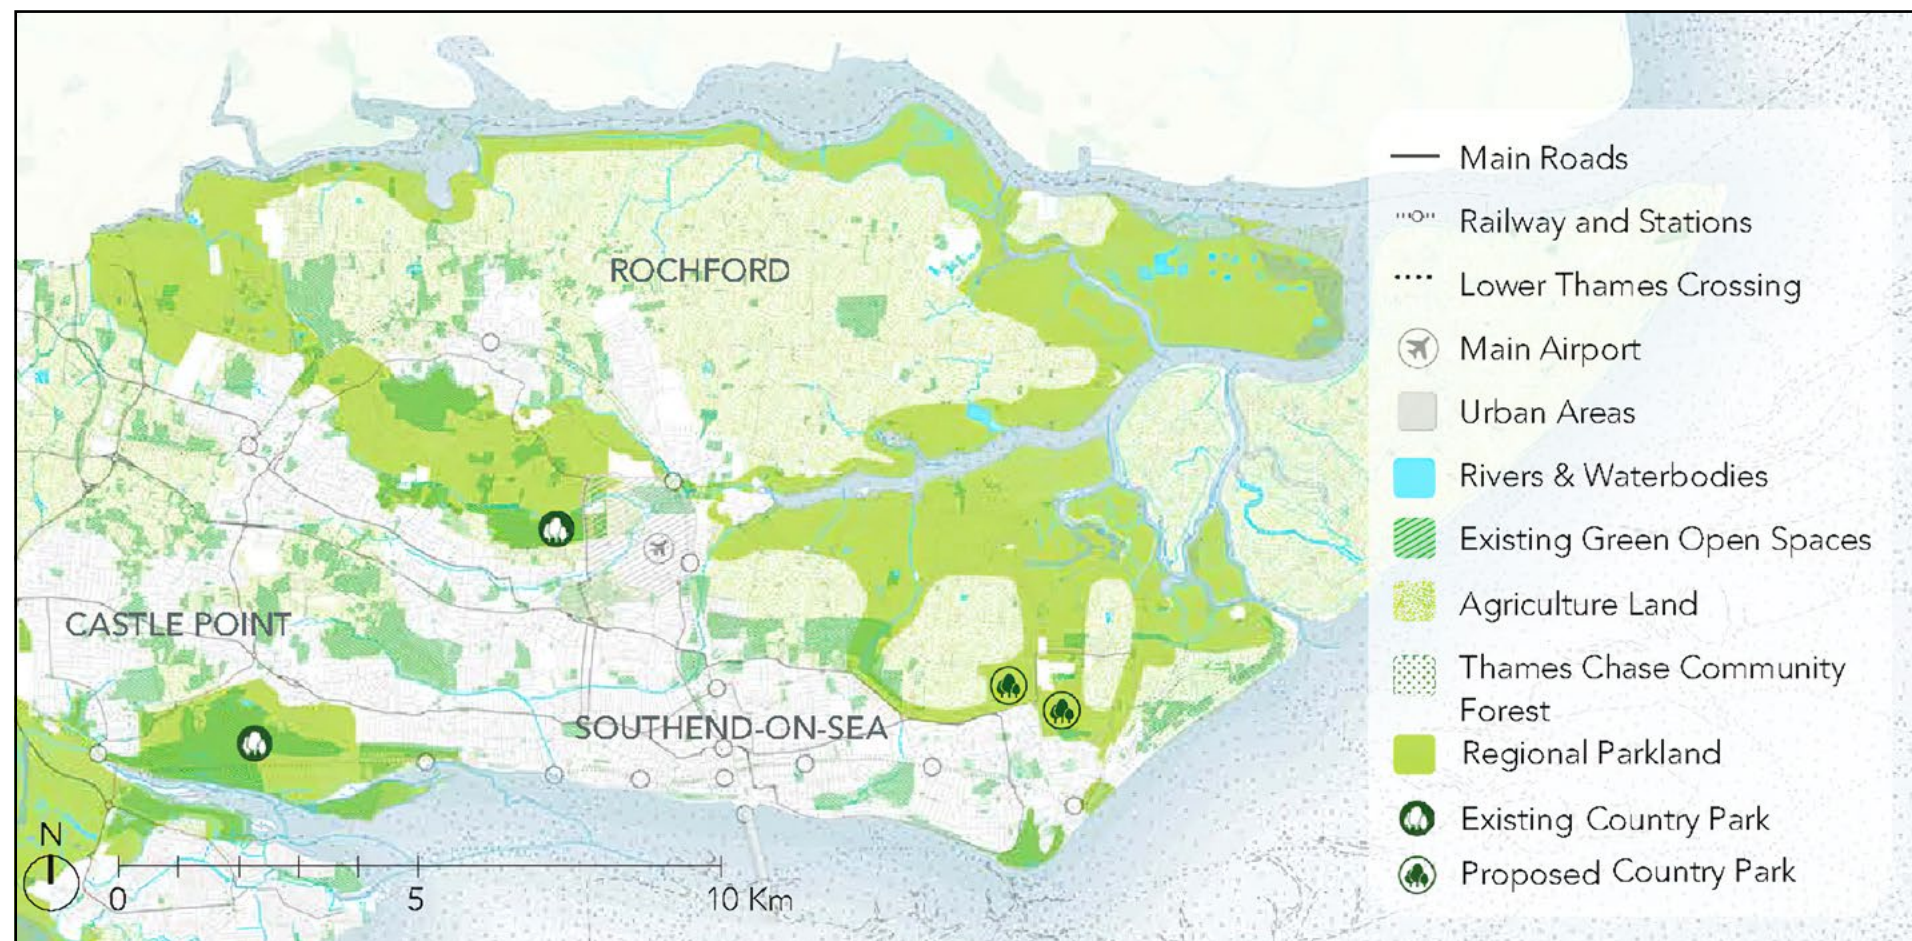 ROCHFORD
CASTLE POINT
SOUTHEND-ON-SEA
N
0
5
10 Km
Main Roads
Railway and Stations
Lower Thames Crossing
Main Airport
Urban Areas
Rivers & Waterbodies
Existing Green Open Spaces
Agriculture Land
Thames Chase Community
Forest
Regional Parkland
Existing Country Park
Proposed Country Park